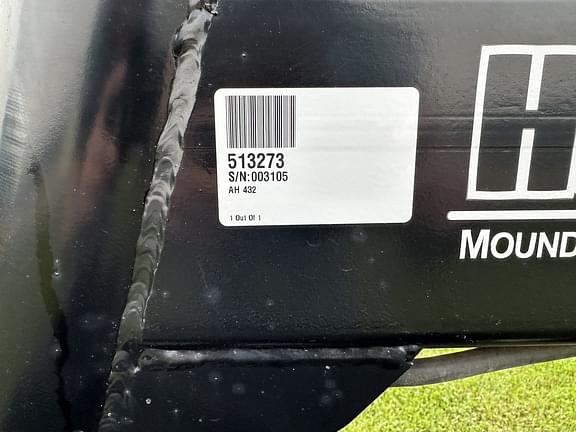 513273
S/N:003105
AH 432
1 Out Of 1
H
MOUND